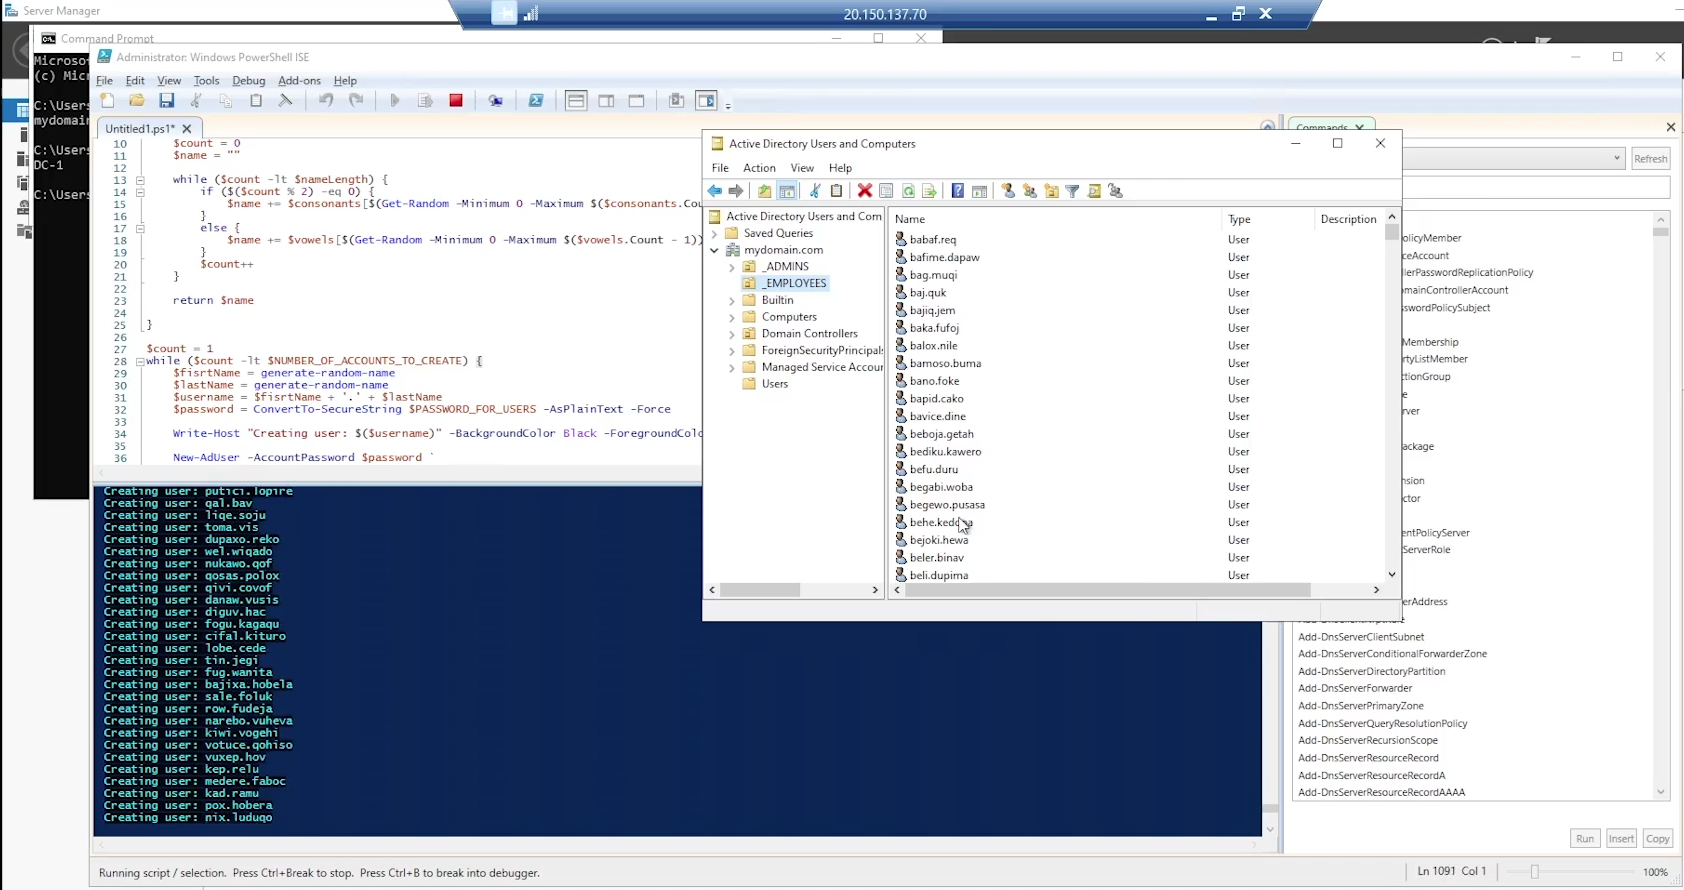 Server Manager
20.150.137.70
Command Prompt
Administrator: Windows PowerShell ISE
File Edit View Tools Debug Add-ons Help
Untitled1.ps1*
10 $count = 0
11 $name = ""
12
13 while ($count -lt $nameLength) {
14 if ($($count % 2) -eq 0) {
15 $name += $consonants[$(Get-Random -Minimum 0 -Maximum $($consonants.Cou
16 }
17 else {
18 $name += $vowels[$(Get-Random -Minimum 0 -Maximum $($vowels.Count - 1))
19 }
20 $count++
21 }
22
23 return $name
24
25 }
26
27 $count = 1
28 while ($count -lt $NUMBER_OF_ACCOUNTS_TO_CREATE) {
29 $fisrtName = generate-random-name
30 $lastName = generate-random-name
31 $username = $fisrtName + '.' + $lastName
32 $password = ConvertTo-SecureString $PASSWORD_FOR_USERS -AsPlainText -Force
33
34 Write-Host "Creating user: $($username)" -BackgroundColor Black -ForegroundColo
35
36 New-AdUser -AccountPassword $password `
Microsof
(c) Micr
C:\Users
mydomain
C:\Users
DC-1
C:\Users
Creating user: putici.lopire
Creating user: qal.bav
Creating user: liqe.soju
Creating user: toma.vis
Creating user: dupaxo.reko
Creating user: wel.wiqado
Creating user: nukawo.qof
Creating user: qosas.polox
Creating user: qivi.covof
Creating user: danaw.vusis
Creating user: diguv.hac
Creating user: fogu.kagaqu
Creating user: cifal.kituro
Creating user: lobe.cede
Creating user: tin.jegi
Creating user: fug.wanita
Creating user: bajixa.hobela
Creating user: sale.foluk
Creating user: row.fudeja
Creating user: narebo.vuheva
Creating user: kiwi.vogehi
Creating user: votuce.qohiso
Creating user: vuxep.hov
Creating user: kep.relu
Creating user: medere.faboc
Creating user: kad.ramu
Creating user: pox.hobera
Creating user: nix.luduqo
Active Directory Users and Computers
File Action View Help
Active Directory Users and Com
Saved Queries
mydomain.com
_ADMINS
_EMPLOYEES
Builtin
Computers
Domain Controllers
ForeignSecurityPrincipals
Managed Service Accour
Users
Name Type Description
babaf.req User
bafime.dapaw User
bag.muqi User
baj.quk User
bajiq.jem User
baka.fufoj User
balox.nile User
bamoso.buma User
bano.foke User
bapid.cako User
bavice.dine User
beboja.getah User
bediku.kawero User
befu.duru User
begabi.woba User
begewo.pusasa User
User
bejoki.hewa User
beler.binav User
beli.dupima User
Commands
Refresh
olicyMember
ceAccount
llerPasswordReplicationPolicy
omainControllerAccount
swordPolicySubject
Membership
rtyListMember
ctionGroup
e
rver
ackage
nsion
ector
entPolicyServer
ServerRole
erAddress
Add-DnsServerClientSubnet
Add-DnsServerConditionalForwarderZone
Add-DnsServerDirectoryPartition
Add-DnsServerForwarder
Add-DnsServerPrimaryZone
Add-DnsServerQueryResolutionPolicy
Add-DnsServerRecursionScope
Add-DnsServerResourceRecord
Add-DnsServerResourceRecordA
Add-DnsServerResourceRecordAAAA
Run Insert Copy
Running script / selection. Press Ctrl+Break to stop. Press Ctrl+B to break into debugger.
Ln 1091 Col 1
100%